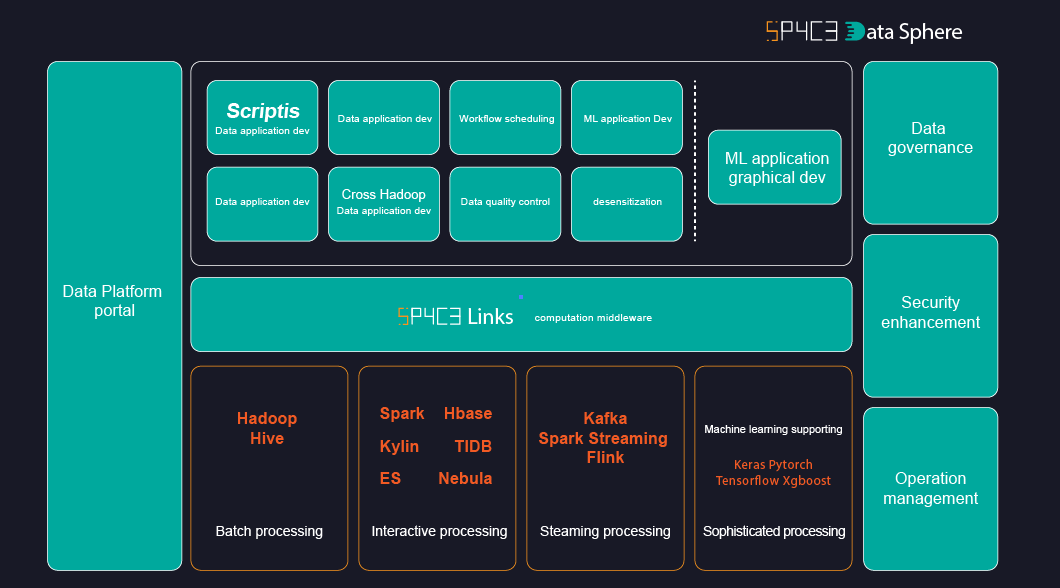 SP4C3 Data Sphere
Data Platform
portal
Scriptis
Data application dev
Data application dev
Workflow scheduling
ML application Dev
Data application dev
Cross Hadoop
Data application dev
Data quality control
desensitization
ML application
graphical dev
SP4C3 Links computation middleware
Hadoop
Hive
Batch processing
Spark Hbase
Kylin TIDB
ES Nebula
Interactive processing
Kafka
Spark Streaming
Flink
Steaming processing
Machine learning supporting
Keras Pytorch
Tensorflow Xgboost
Sophisticated processing
Data
governance
Security
enhancement
Operation
management